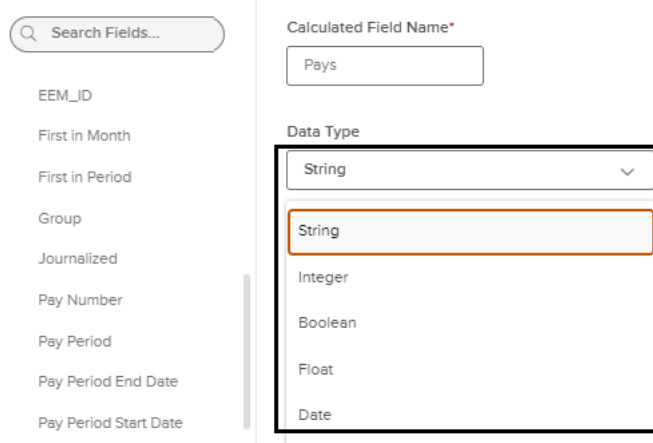 Search Fields...
EEM_ID
First in Month
First in Period
Group
Journalized
Pay Number
Pay Period
Pay Period End Date
Pay Period Start Date
Calculated Field Name*
Pays
Data Type
String
String
Integer
Boolean
Float
Date